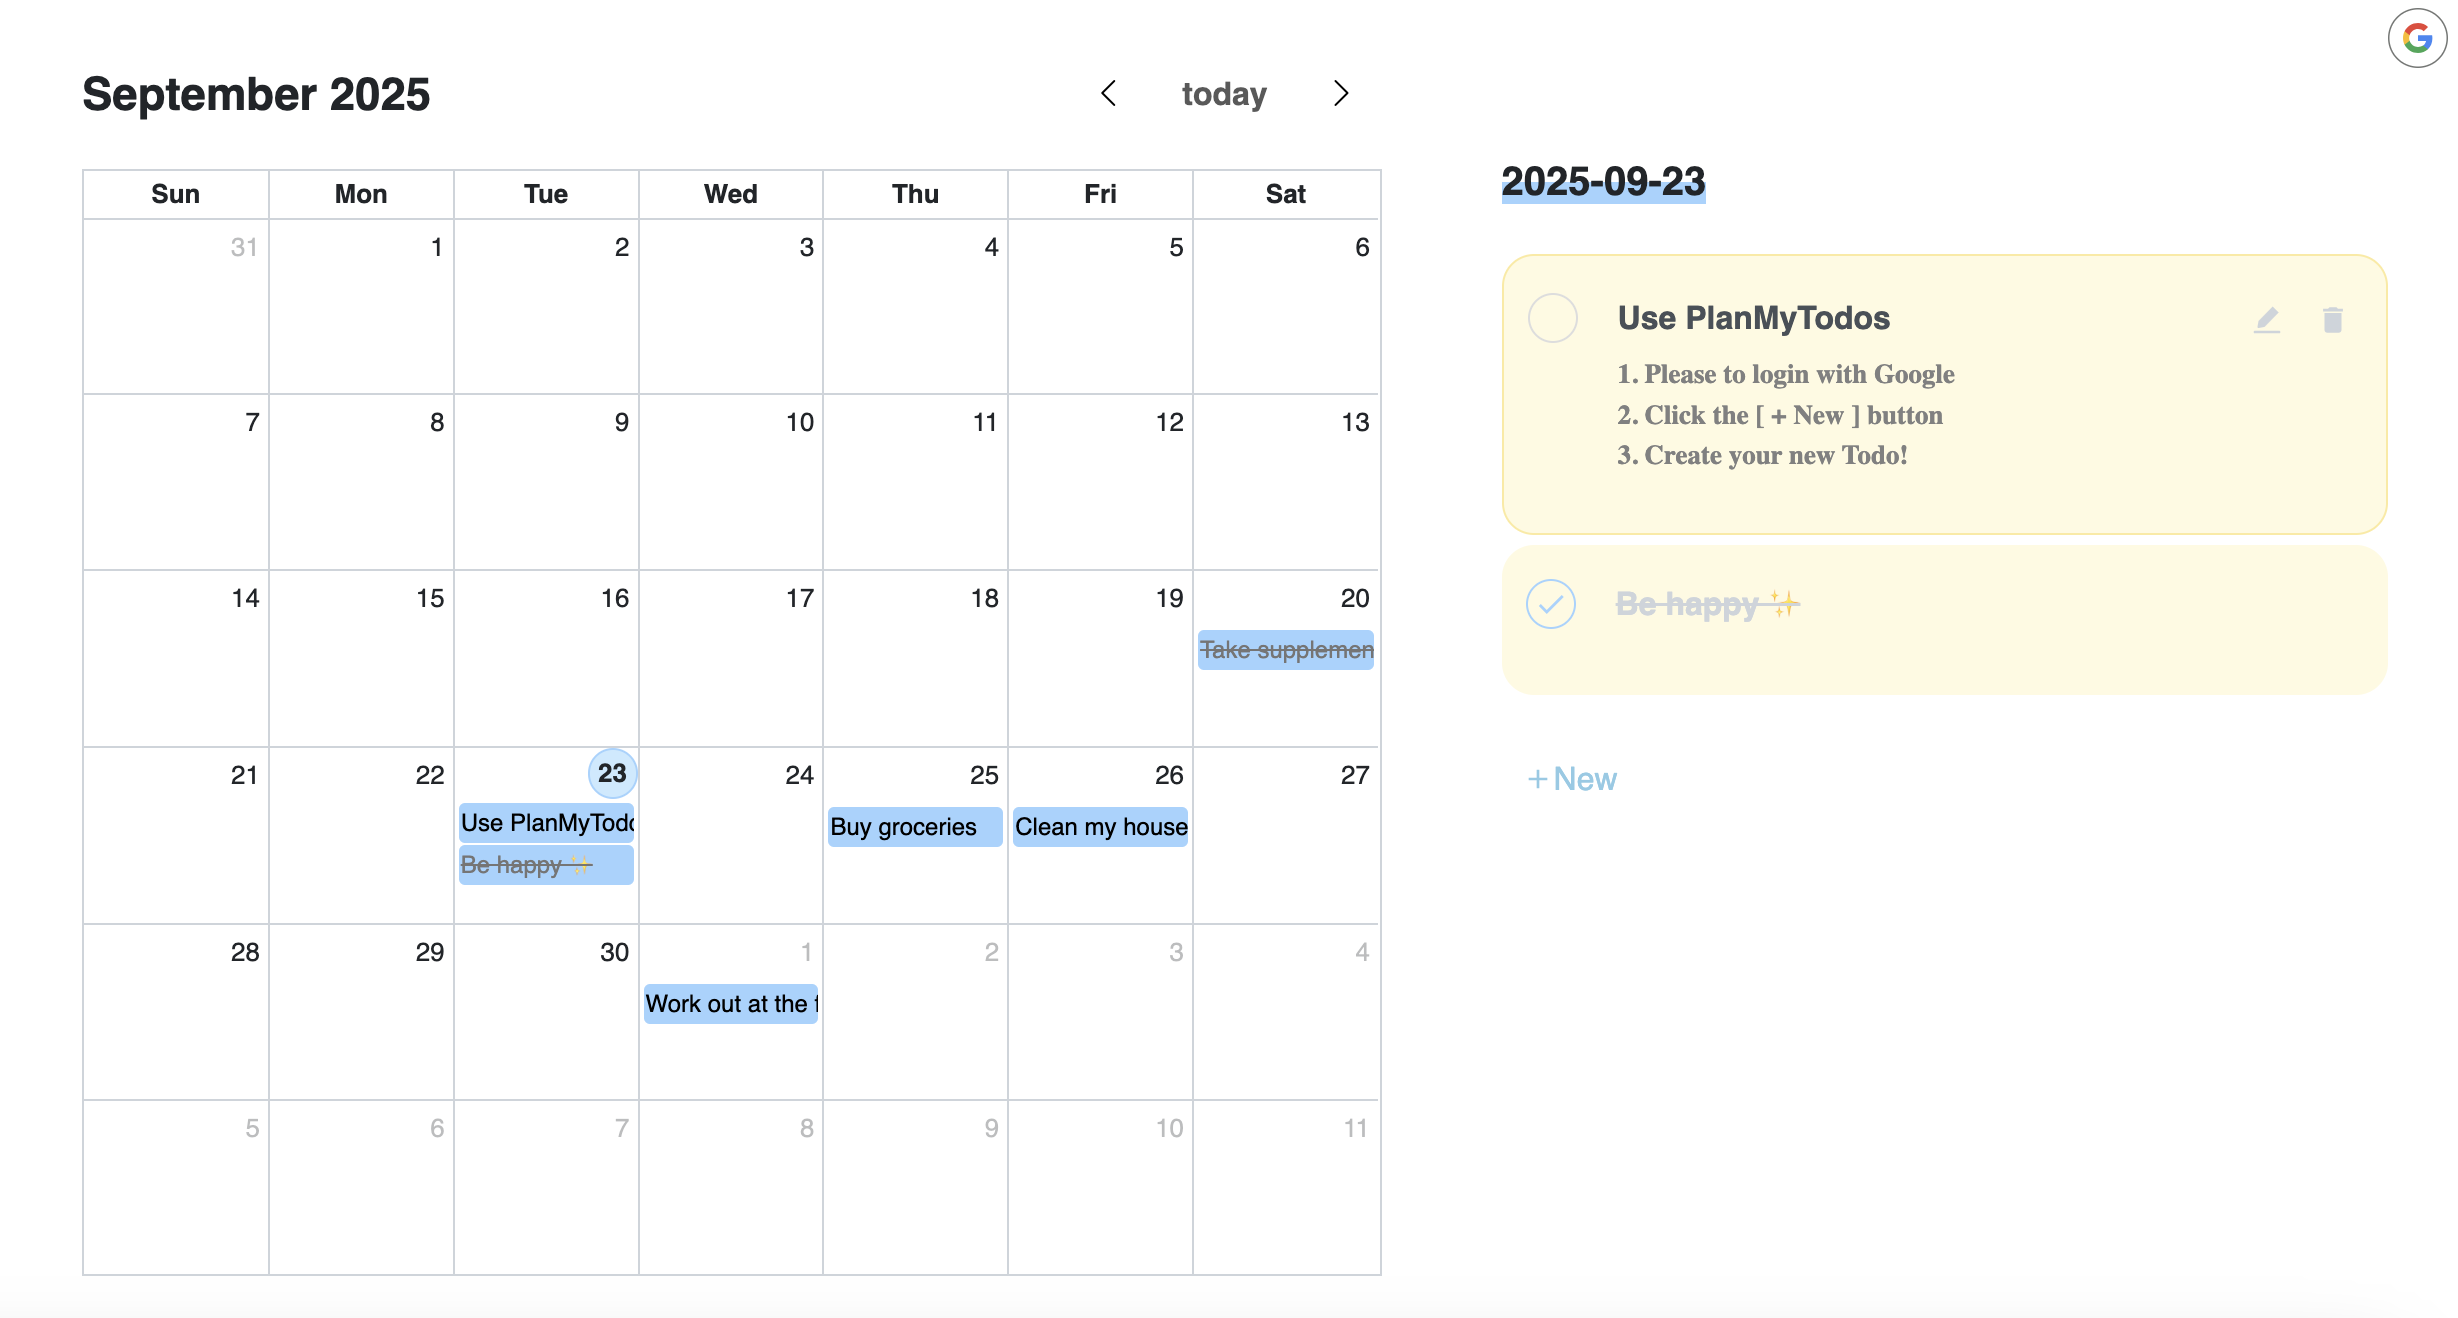 September 2025
today
Sun Mon Tue Wed Thu Fri Sat
31 1 2 3 4 5 6
7 8 9 10 11 12 13
14 15 16 17 18 19 20
Take supplemen
21 22 23 24 25 26 27
Use PlanMyTodo Buy groceries Clean my house
Be happy ✨
28 29 30 1 2 3 4
Work out at the
5 6 7 8 9 10 11
2025-09-23
Use PlanMyTodos
1. Please to login with Google
2. Click the [ + New ] button
3. Create your new Todo!
Be happy ✨
+ New